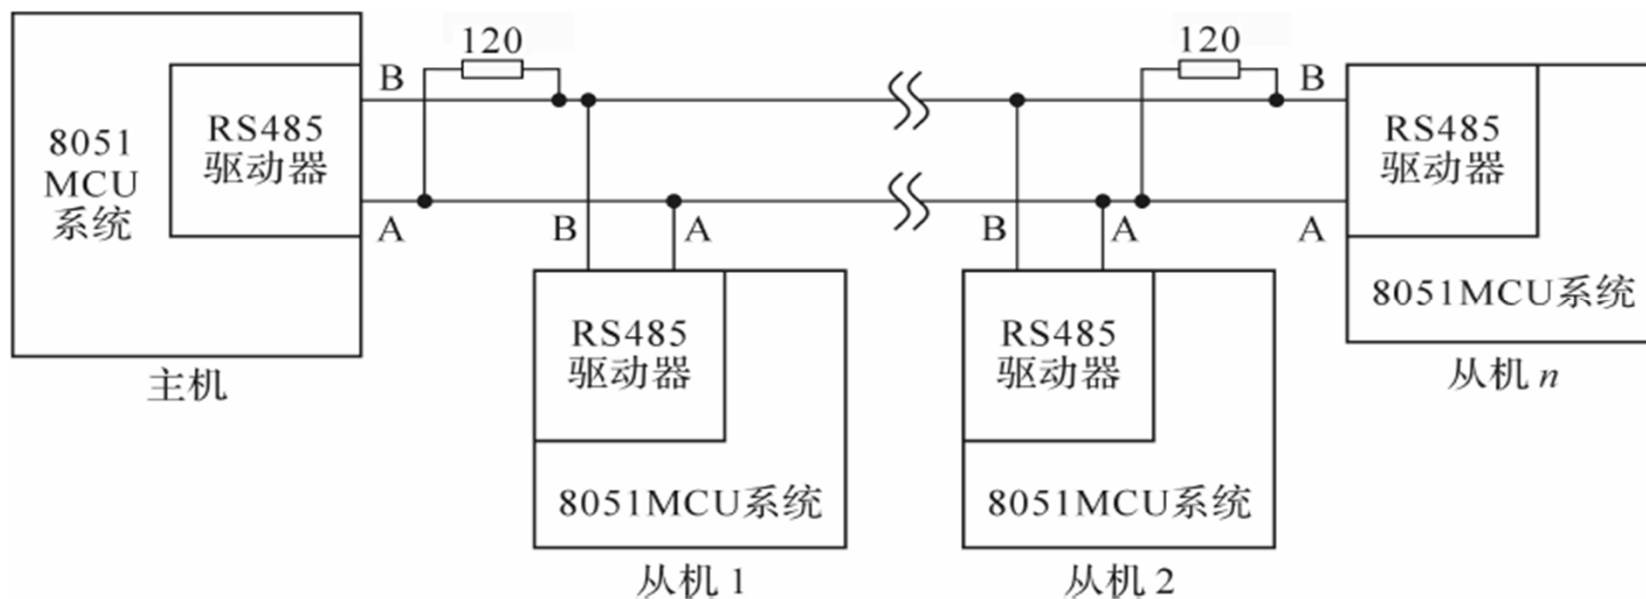 120
120
B
B
8051
MCU
系统
RS485
驱动器
RS485
驱动器
A
B
A
B
A
A
8051MCU系统
RS485
驱动器
RS485
驱动器
主机
从机 n
8051MCU系统
8051MCU系统
从机 1
从机 2